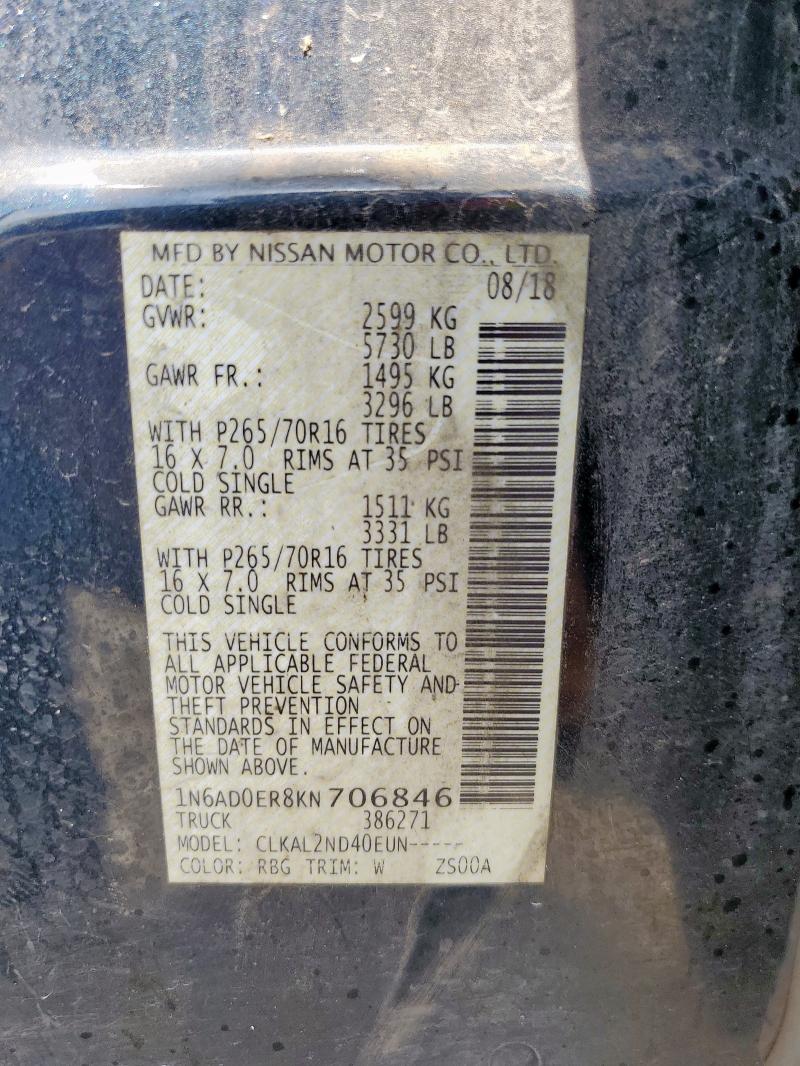 MFD BY NISSAN MOTOR CO., LTD.
DATE: 08/18
GVWR: 2599 KG
5730 LB
GAWR FR.: 1495 KG
3296 LB
WITH P265/70R16 TIRES
16 X 7.0 RIMS AT 35 PSI
COLD SINGLE
GAWR RR.: 1511 KG
3331 LB
WITH P265/70R16 TIRES
16 X 7.0 RIMS AT 35 PSI
COLD SINGLE
THIS VEHICLE CONFORMS TO
ALL APPLICABLE FEDERAL
MOTOR VEHICLE SAFETY AND
THEFT PREVENTION
STANDARDS IN EFFECT ON
THE DATE OF MANUFACTURE
SHOWN ABOVE.
1N6AD0ER8KN706846
TRUCK 386271
MODEL: CLKAL2ND40EUN-----
COLOR: RBG TRIM: W ZS00A